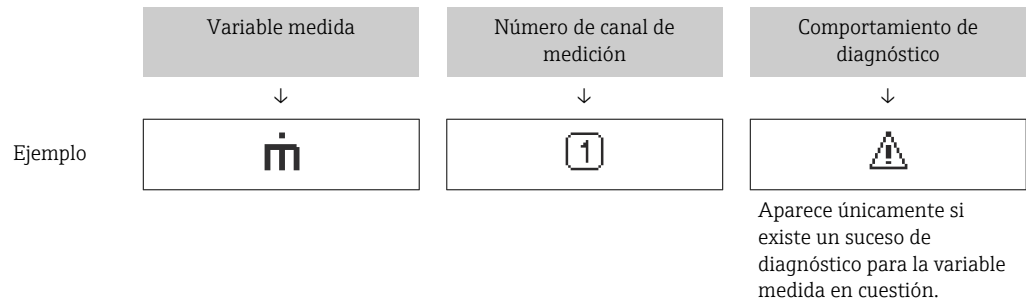 Variable medida
Número de canal de
medición
Comportamiento de
diagnóstico
↓ ↓ ↓
Ejemplo
ṁ
1
⚠
Aparece únicamente si
existe un suceso de
diagnóstico para la variable
medida en cuestión.